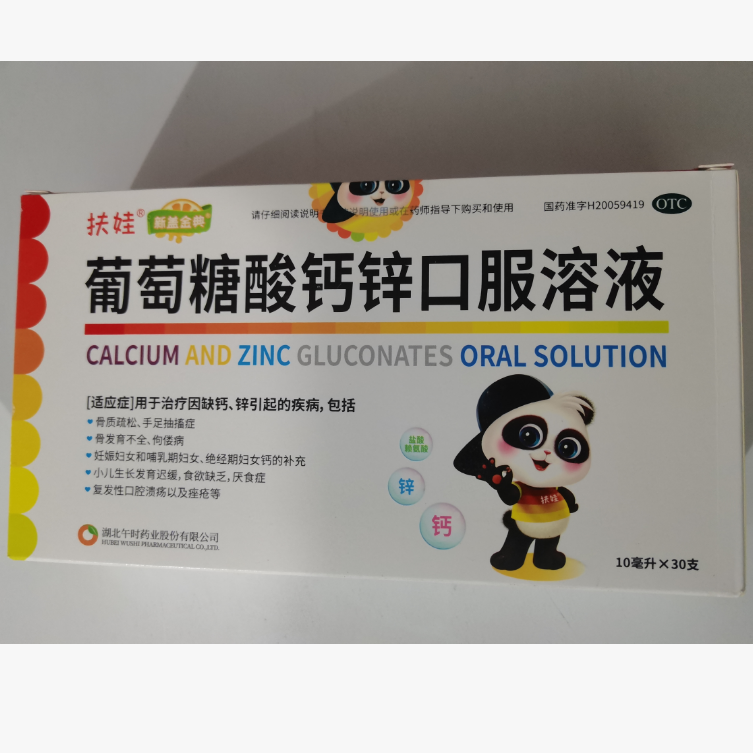 扶娃®
新盖金典®
请仔细阅读说明 说明使用或在药师指导下购买和使用
国药准字H20059419
OTC
葡萄糖酸钙锌口服溶液
CALCIUM AND ZINC GLUCONATES ORAL SOLUTION
[适应症]用于治疗因缺钙、锌引起的疾病,包括
骨质疏松、手足抽搐症
骨发育不全、佝偻病
妊娠妇女和哺乳期妇女、绝经期妇女钙的补充
小儿生长发育迟缓,食欲缺乏,厌食症
复发性口腔溃疡以及痤疮等
盐酸
赖氨酸
锌
钙
扶娃®
湖北午时药业股份有限公司
HUBEI WUSHI PHARMACEUTICAL CO.,LTD.
10毫升×30支